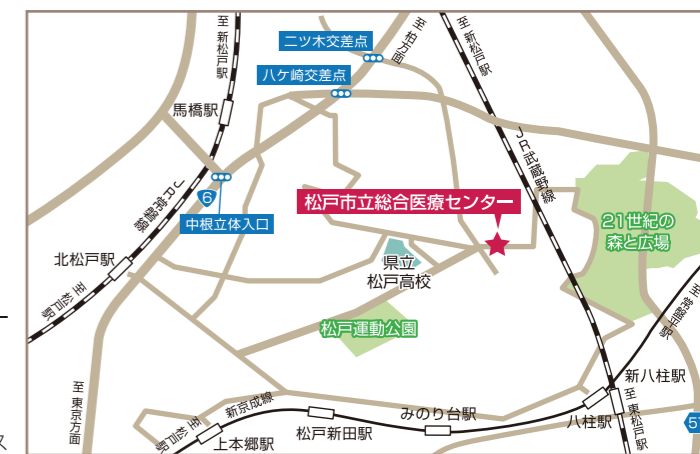 至 新松戸駅
二ツ木交差点
至 柏方面
至 新松戸駅
八ケ崎交差点
馬橋駅
JR武蔵野線
6
JR常磐線
松戸市立総合医療センター
中根立体入口
21世紀の
森と広場
北松戸駅
県立
松戸高校
至 松戸駅
至 常盤平駅
松戸運動公園
新八柱駅
至 東京方面
新京成線
みのり台駅
八柱駅
至 東松戸駅
至 松戸駅
上本郷駅
松戸新田駅
57
ス